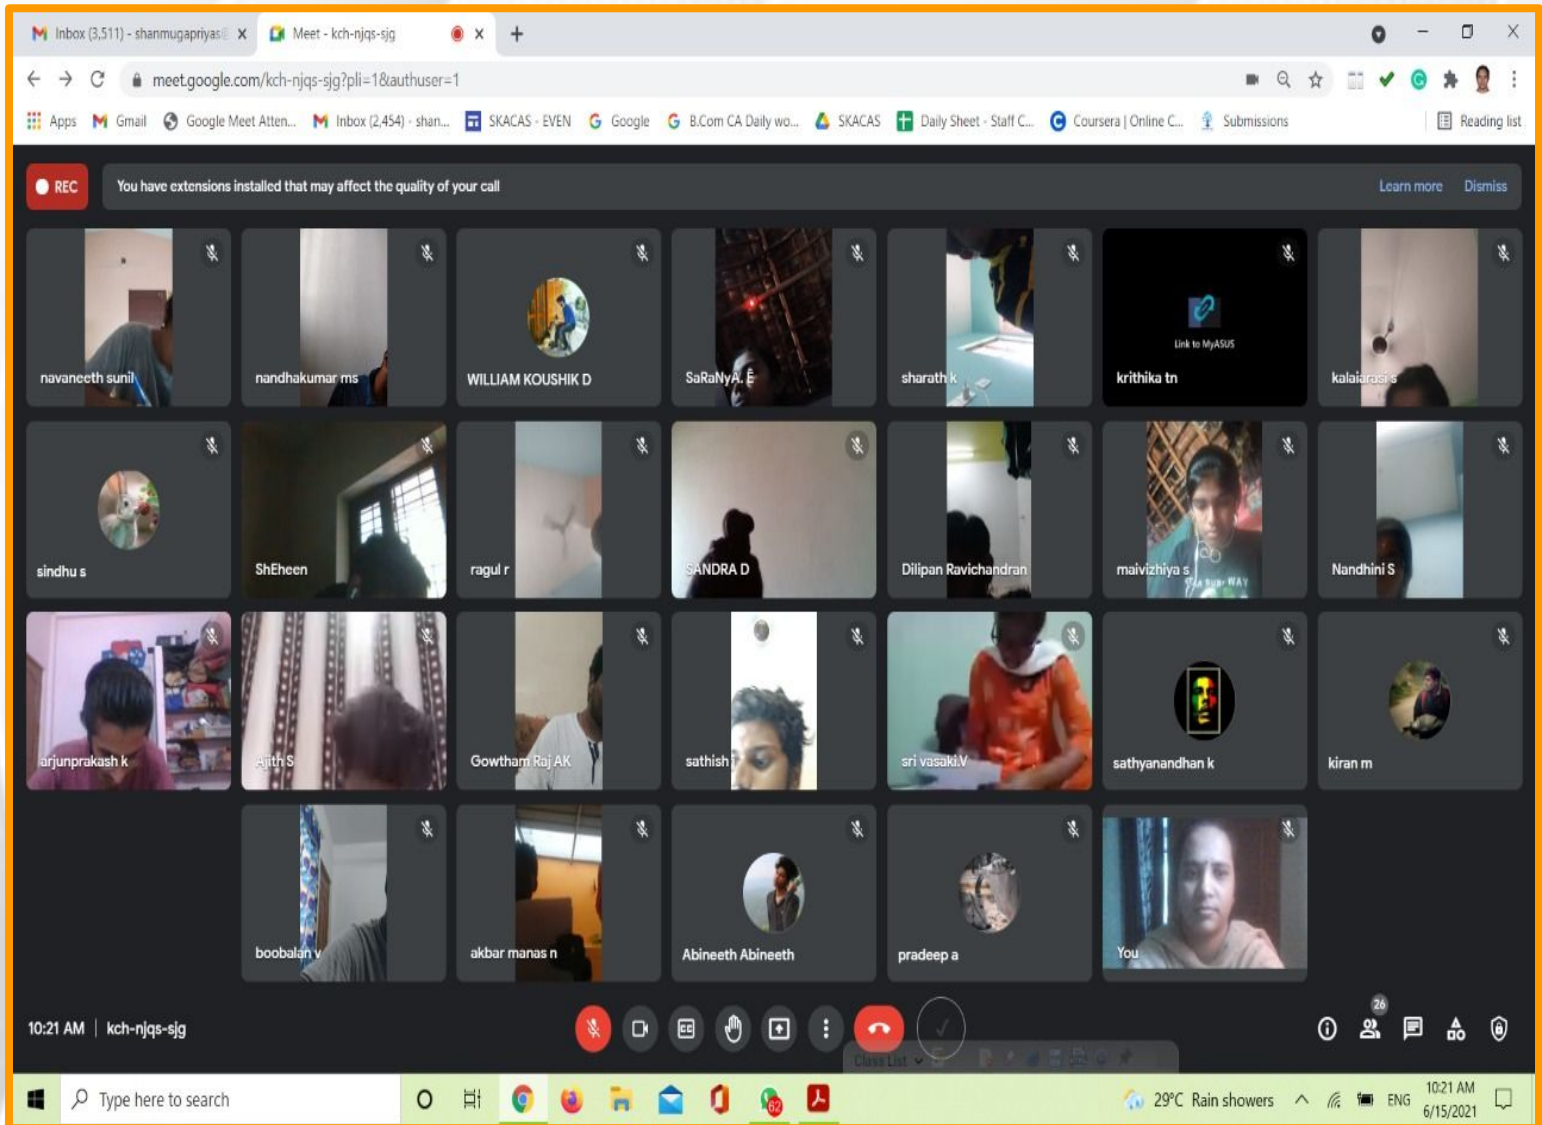 Inbox (3,511) - shanmugapriyas
Meet - kch-njqs-sjg
meet.google.com/kch-njqs-sjg?pli=1&authuser=1
Apps Gmail Google Meet Atten... Inbox (2,454) - shan... SKACAS - EVEN Google B.Com CA Daily wo... SKACAS Daily Sheet - Staff C... Coursera | Online C... Submissions Reading list
REC You have extensions installed that may affect the quality of your call Learn more Dismiss
Link to MyASUS
navaneeth sunil nandhakumar ms WILLIAM KOUSHIK D SaRaNyA. E sharath k krithika tn kalaiarasi s
sindhu s ShEheen ragul r SANDRA D Dilipan Ravichandran maivizhiya s Nandhini S
WAY
arjunprakash k Ajith S Gowtham Raj AK sathish sri vasaki.V sathyanandhan k kiran m
boobalan v akbar manas n Abineeth Abineeth pradeep a You
26
10:21 AM | kch-njqs-sjg
Class List
Type here to search 62 29°C Rain showers ENG 10:21 AM
6/15/2021